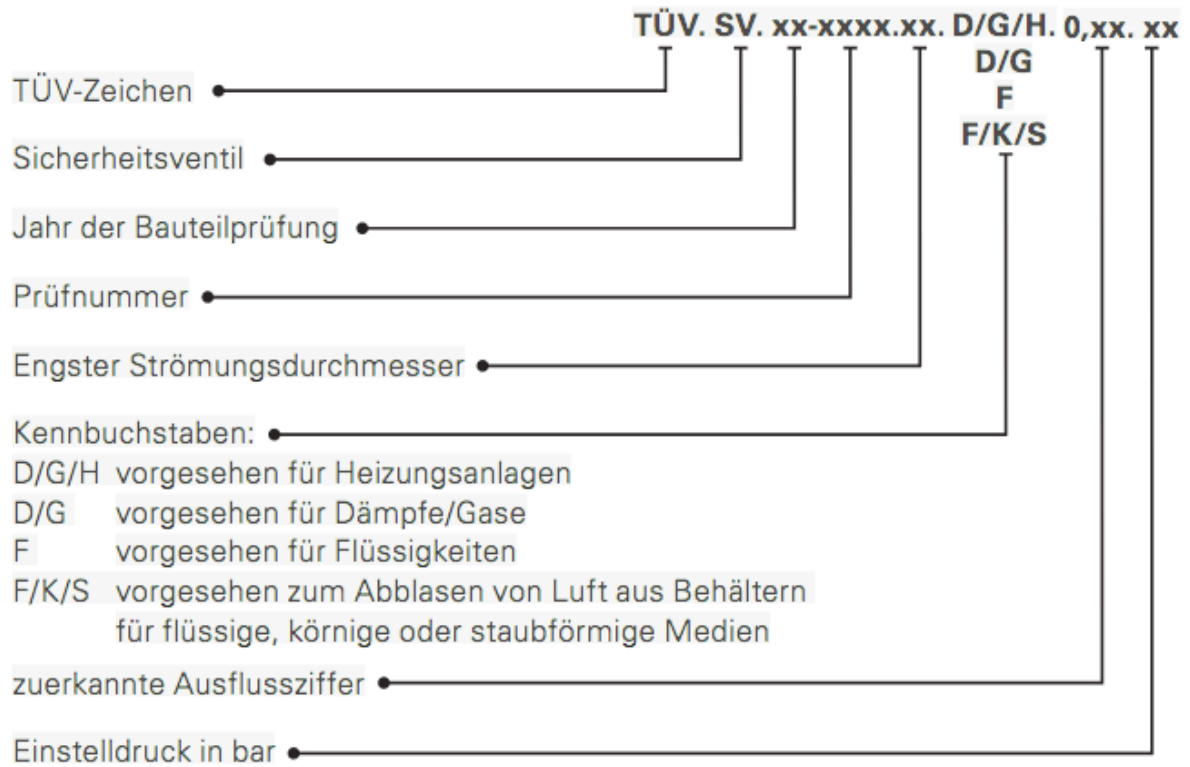 TÜV. SV. xx-xxxx.xx. D/G/H. 0,xx. xx
D/G
F
F/K/S
TÜV-Zeichen
Sicherheitsventil
Jahr der Bauteilprüfung
Prüfnummer
Engster Strömungsdurchmesser
Kennbuchstaben:
D/G/H vorgesehen für Heizungsanlagen
D/G vorgesehen für Dämpfe/Gase
F vorgesehen für Flüssigkeiten
F/K/S vorgesehen zum Abblasen von Luft aus Behältern
für flüssige, körnige oder staubförmige Medien
zuerkannte Ausflussziffer
Einstelldruck in bar